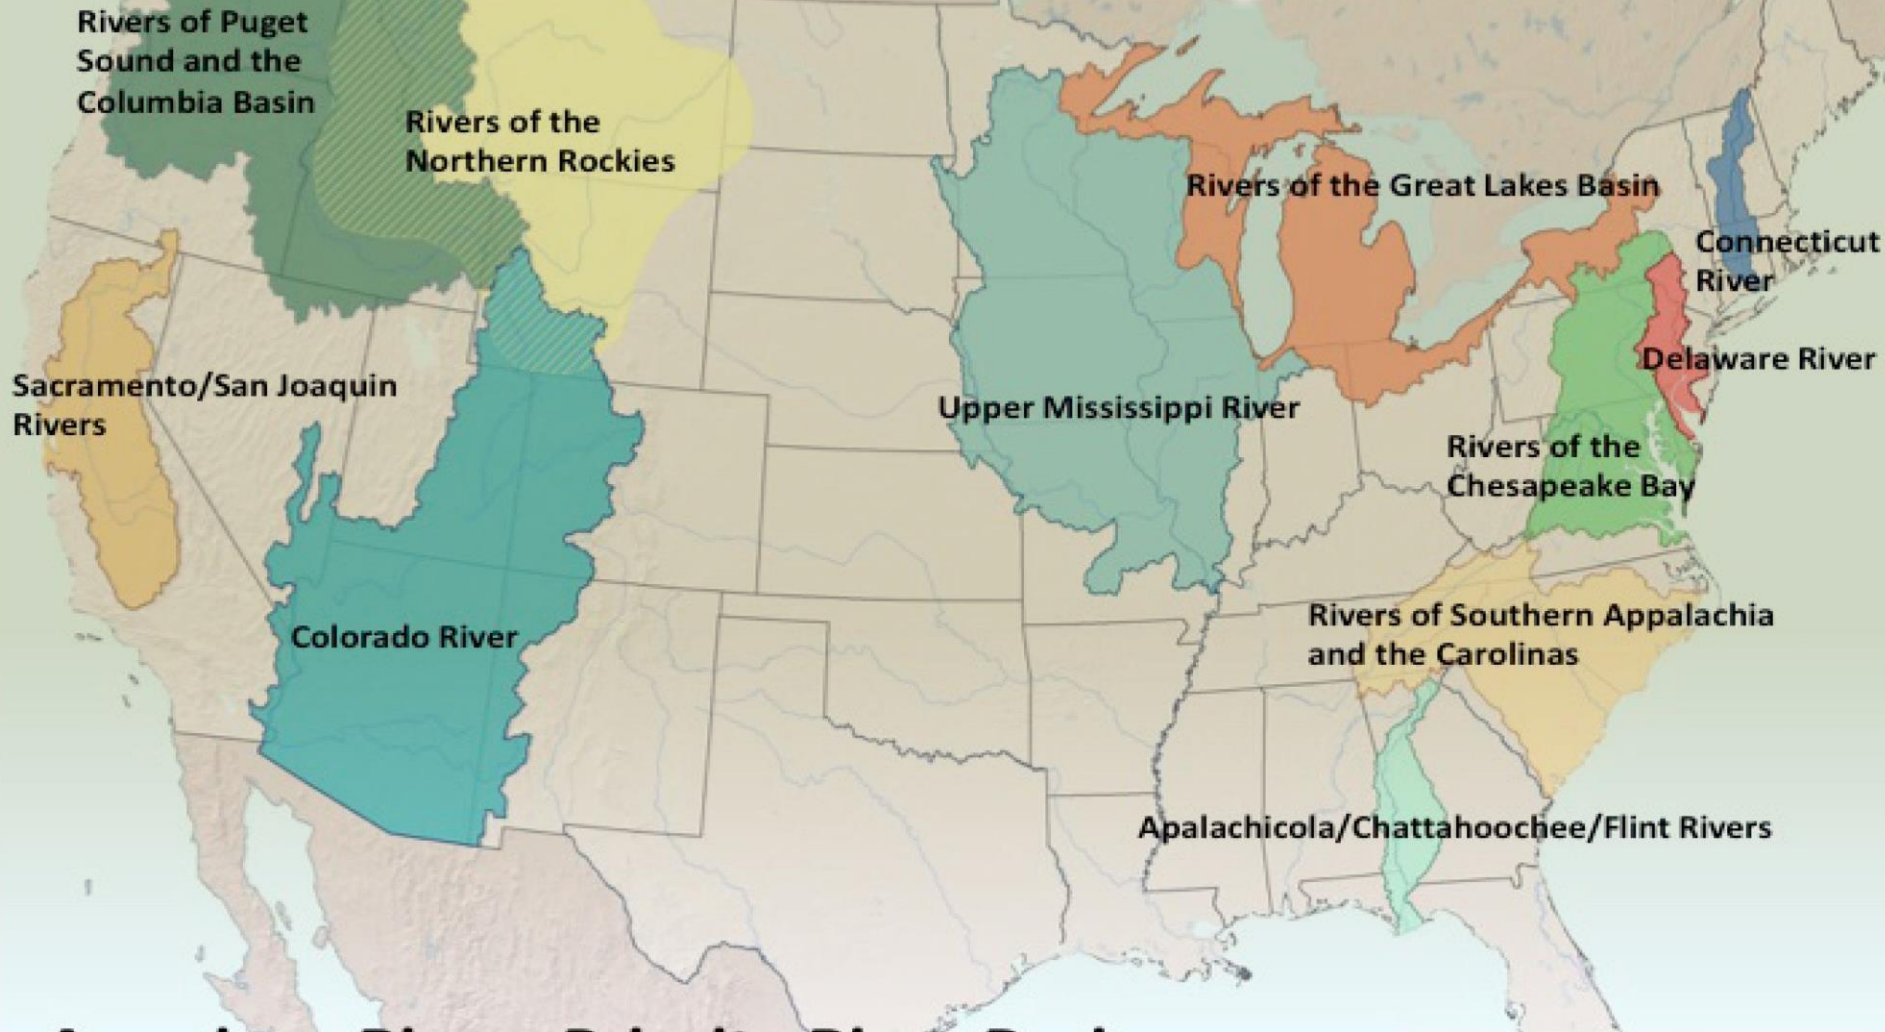 Rivers of Puget
Sound and the
Columbia Basin
Rivers of the
Northern Rockies
Rivers of the Great Lakes Basin
Connecticut
River
Delaware River
Sacramento/San Joaquin
Rivers
Upper Mississippi River
Rivers of the
Chesapeake Bay
Colorado River
Rivers of Southern Appalachia
and the Carolinas
Apalachicola/Chattahoochee/Flint Rivers